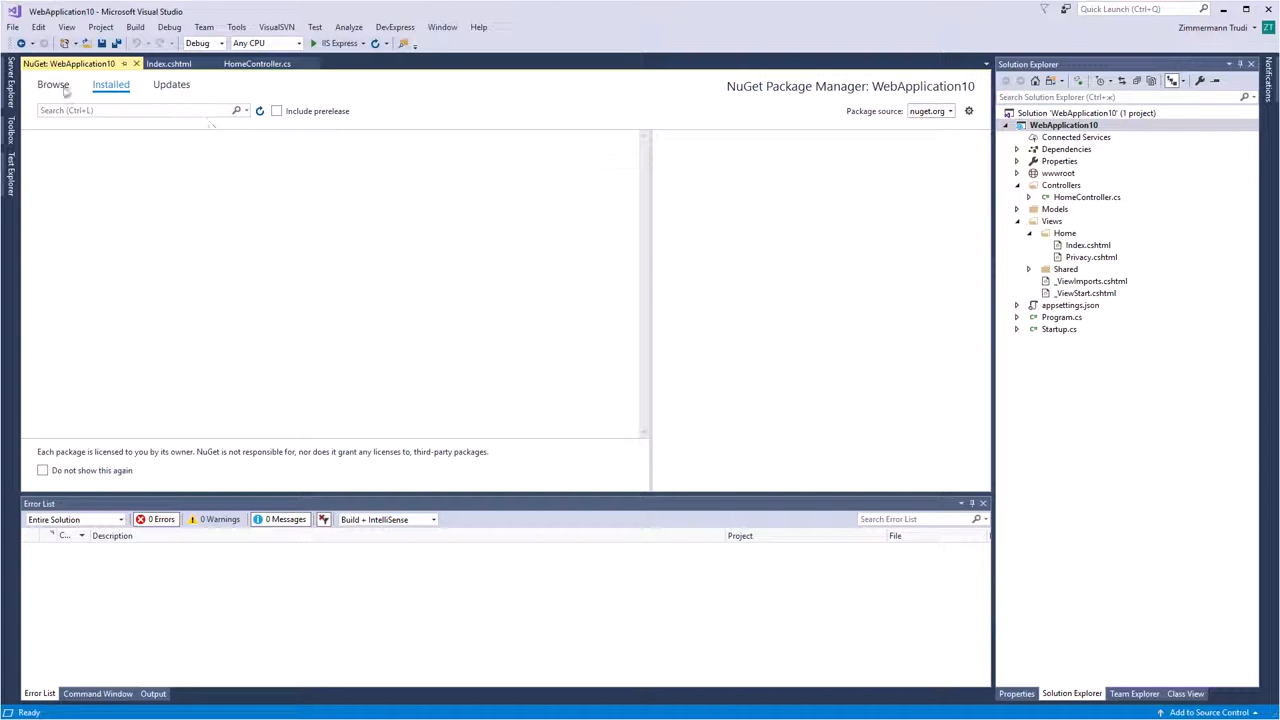 WebApplication10 - Microsoft Visual Studio
Quick Launch (Ctrl+Q)
File Edit View Project Build Debug Team Tools VisualSVN Test Analyze DevExpress Window Help
Zimmermann Trudi ZT
Debug Any CPU IIS Express
NuGet: WebApplication10 Index.cshtml HomeController.cs
Browse Installed Updates
NuGet Package Manager: WebApplication10
Search (Ctrl+L)
Include prerelease
Package source: nuget.org
Each package is licensed to you by its owner. NuGet is not responsible for, nor does it grant any licenses to, third-party packages.
Do not show this again
Error List
Entire Solution 0 Errors 0 Warnings 0 Messages Build + IntelliSense Search Error List
C... Description Project File
Error List Command Window Output
Server Explorer
Toolbox
Test Explorer
Solution Explorer
Search Solution Explorer (Ctrl+ж)
Solution 'WebApplication10' (1 project)
WebApplication10
Connected Services
Dependencies
Properties
wwwroot
Controllers
HomeController.cs
Models
Views
Home
Index.cshtml
Privacy.cshtml
Shared
_ViewImports.cshtml
_ViewStart.cshtml
appsettings.json
Program.cs
Startup.cs
Properties Solution Explorer Team Explorer Class View
Notifications
Ready
Add to Source Control